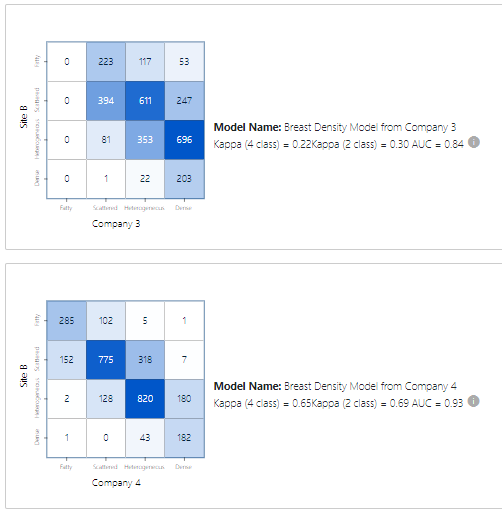 Fatty
0 223 117 53
Scattered
0 394 611 247
Site B
Heterogeneous
0 81 353 696
Dense
0 1 22 203
Fatty Scattered Heterogeneous Dense
Company 3
Model Name: Breast Density Model from Company 3
Kappa (4 class) = 0.22Kappa (2 class) = 0.30 AUC = 0.84 i
Fatty
285 102 5 1
Scattered
152 775 318 7
Site B
Heterogeneous
2 128 820 180
Dense
1 0 43 182
Fatty Scattered Heterogeneous Dense
Company 4
Model Name: Breast Density Model from Company 4
Kappa (4 class) = 0.65Kappa (2 class) = 0.69 AUC = 0.93 i